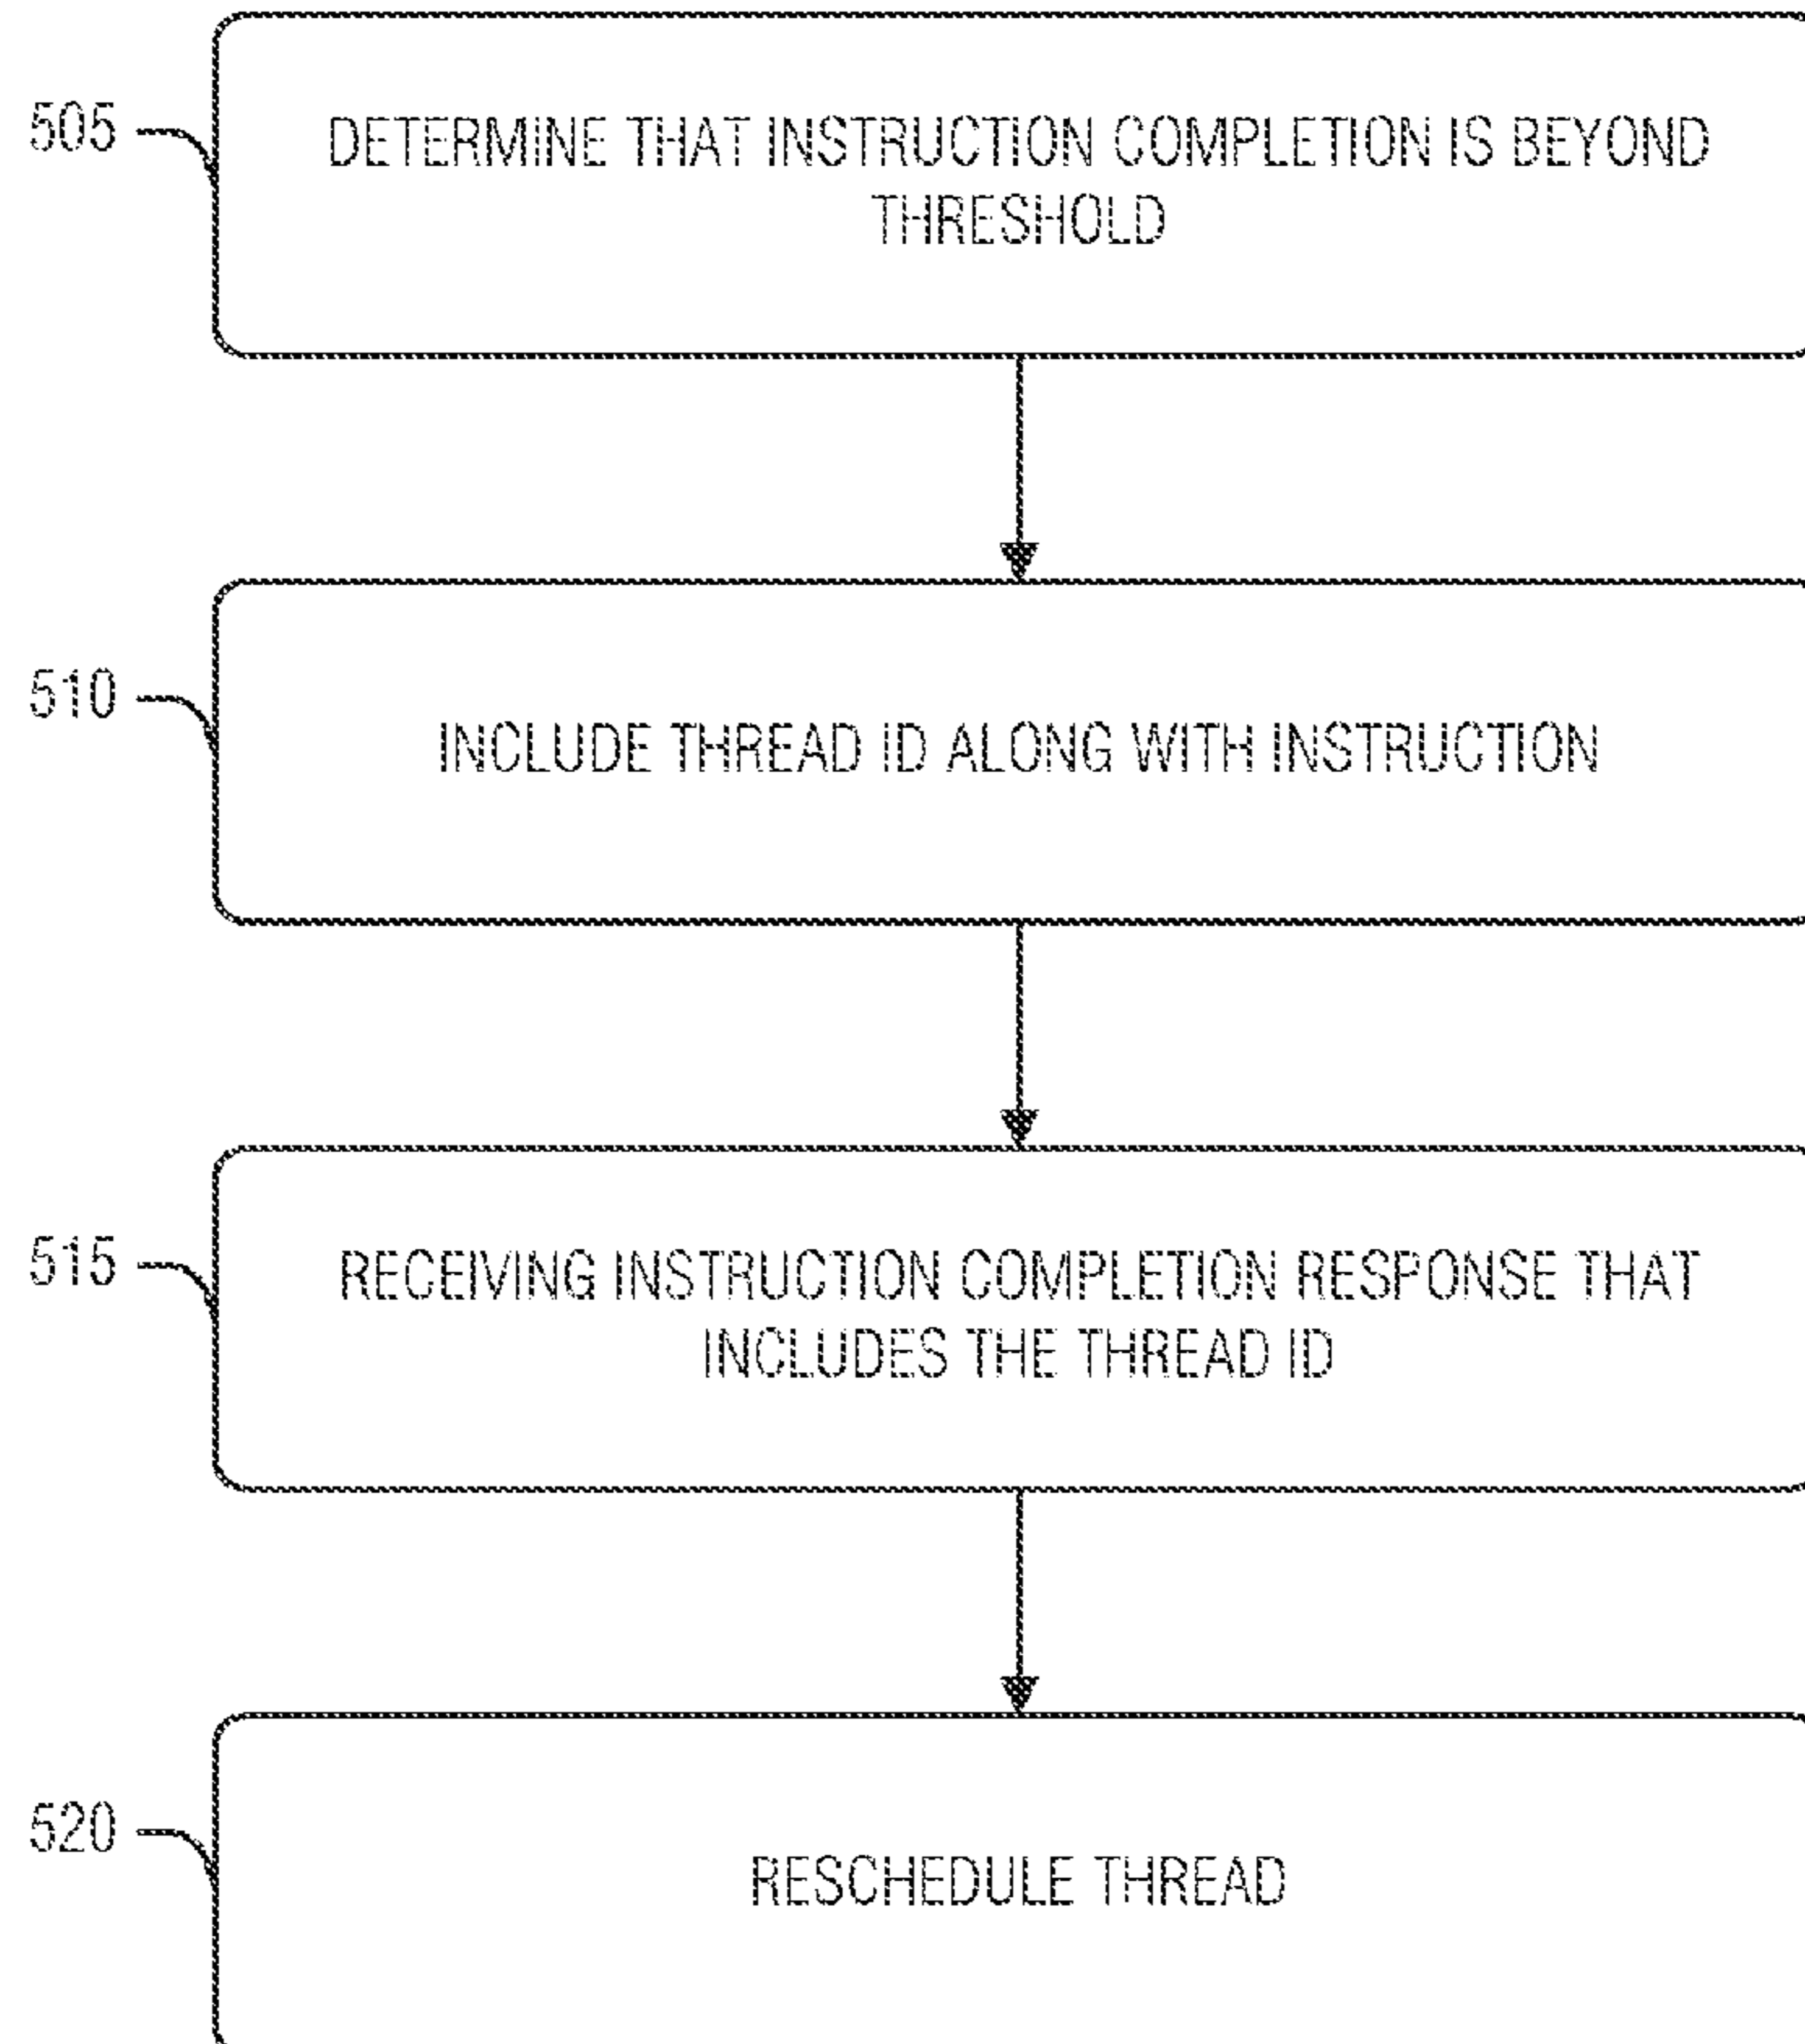 505
DETERMINE THAT INSTRUCTION COMPLETION IS BEYOND
THRESHOLD
510
INCLUDE THREAD ID ALONG WITH INSTRUCTION
515
RECEIVING INSTRUCTION COMPLETION RESPONSE THAT
INCLUDES THE THREAD ID
520
RESCHEDULE THREAD